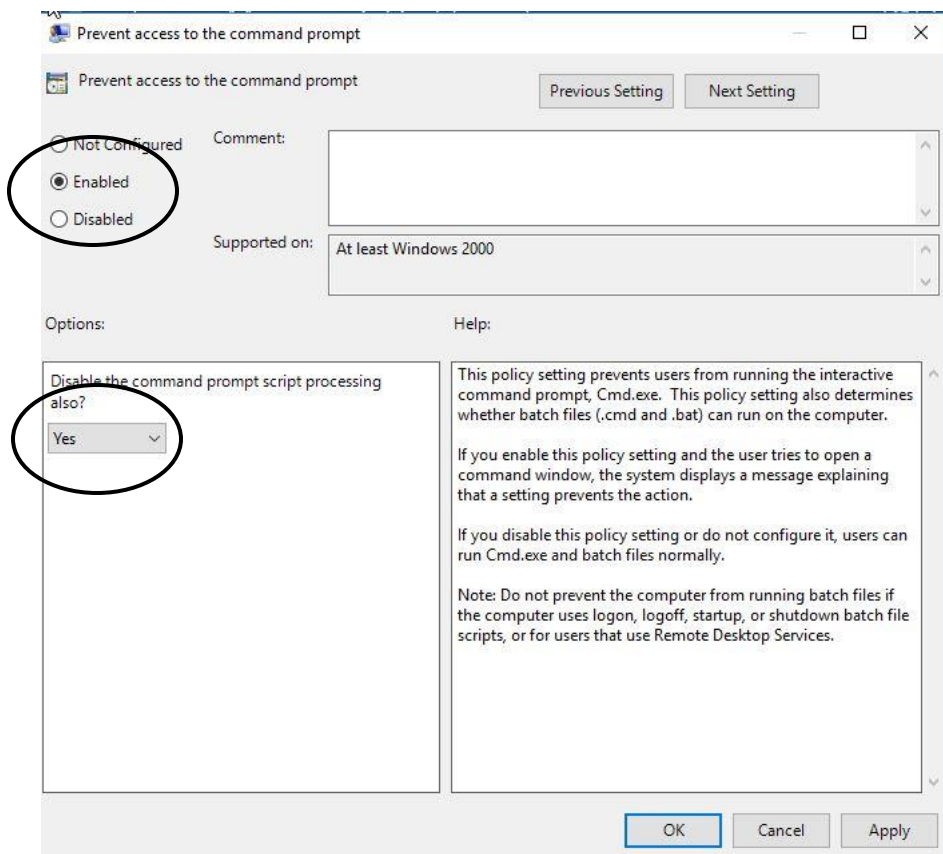 Prevent access to the command prompt
Prevent access to the command prompt
Previous Setting
Next Setting
Not Configured
Enabled
Disabled
Comment:
Supported on:
At least Windows 2000
Options:
Help:
Disable the command prompt script processing
also?
Yes
This policy setting prevents users from running the interactive
command prompt, Cmd.exe.  This policy setting also determines
whether batch files (.cmd and .bat) can run on the computer.
If you enable this policy setting and the user tries to open a
command window, the system displays a message explaining
that a setting prevents the action.
If you disable this policy setting or do not configure it, users can
run Cmd.exe and batch files normally.
Note: Do not prevent the computer from running batch files if
the computer uses logon, logoff, startup, or shutdown batch file
scripts, or for users that use Remote Desktop Services.
OK
Cancel
Apply